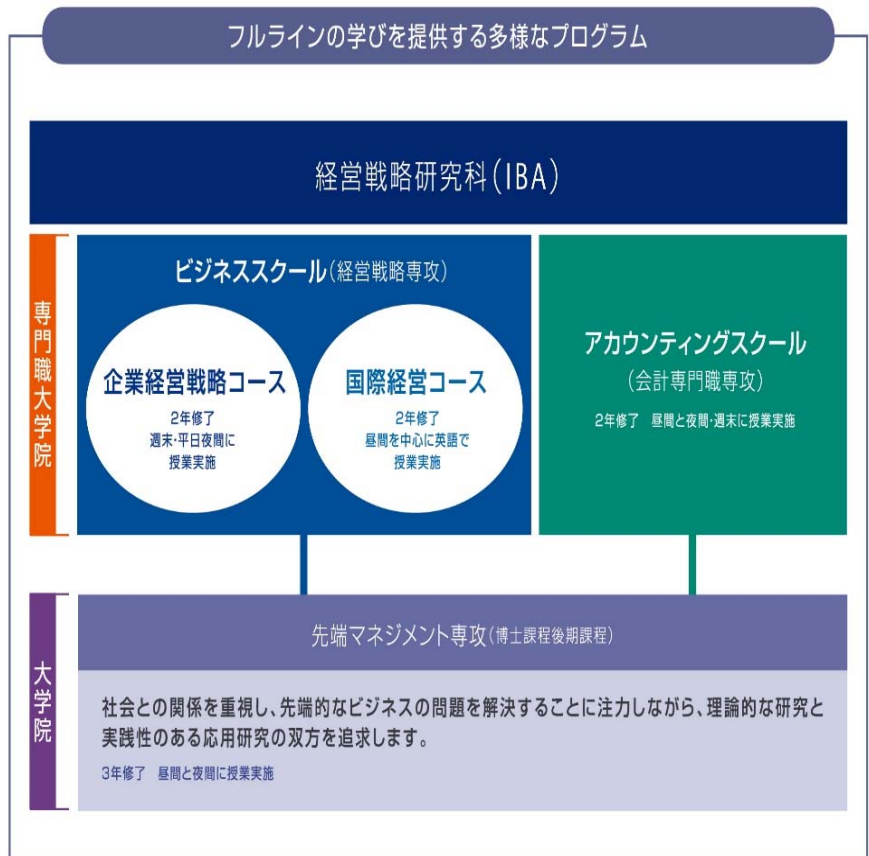 フルラインの学びを提供する多様なプログラム
経営戦略研究科(IBA)
専門職大学院
ビジネススクール(経営戦略専攻)
企業経営戦略コース
2年修了
週末・平日夜間に
授業実施
国際経営コース
2年修了
昼間を中心に英語で
授業実施
アカウンティングスクール
(会計専門職専攻)
2年修了 昼間と夜間・週末に授業実施
大学院
先端マネジメント専攻(博士課程後期課程)
社会との関係を重視し、先端的なビジネスの問題を解決することに注力しながら、理論的な研究と
実践性のある応用研究の双方を追求します。
3年修了 昼間と夜間に授業実施